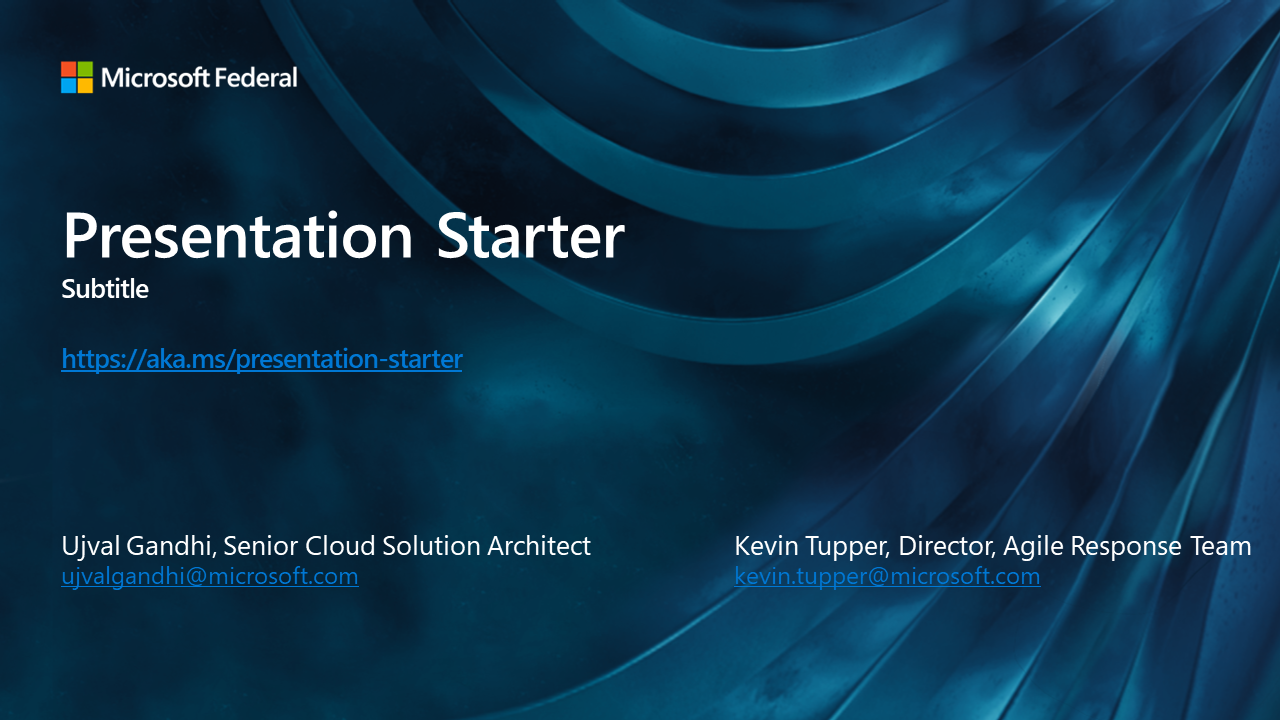 Microsoft Federal
Presentation Starter
Subtitle
https://aka.ms/presentation-starter
Ujval Gandhi, Senior Cloud Solution Architect
ujvalgandhi@microsoft.com
Kevin Tupper, Director, Agile Response Team
kevin.tupper@microsoft.com